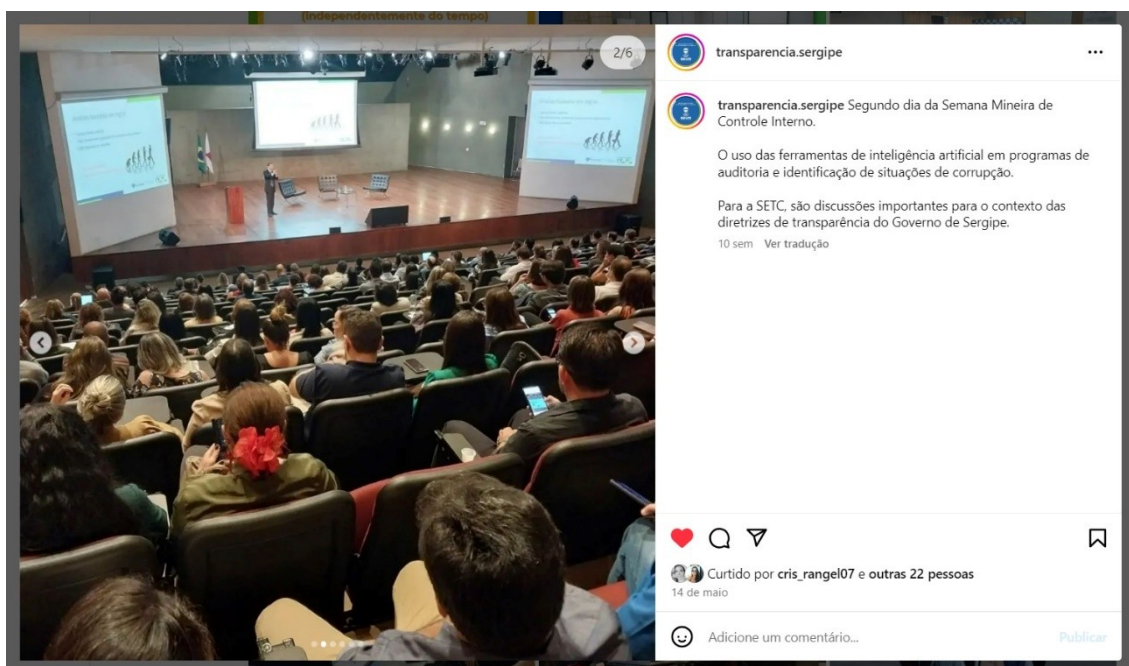 (independentemente do tempo)
2/6
transparencia.sergipe
transparencia.sergipe Segundo dia da Semana Mineira de
Controle Interno.
O uso das ferramentas de inteligência artificial em programas de
auditoria e identificação de situações de corrupção.
Para a SETC, são discussões importantes para o contexto das
diretrizes de transparência do Governo de Sergipe.
10 sem Ver tradução
Curtido por cris_rangel07 e outras 22 pessoas
14 de maio
Adicione um comentário...
Publicar